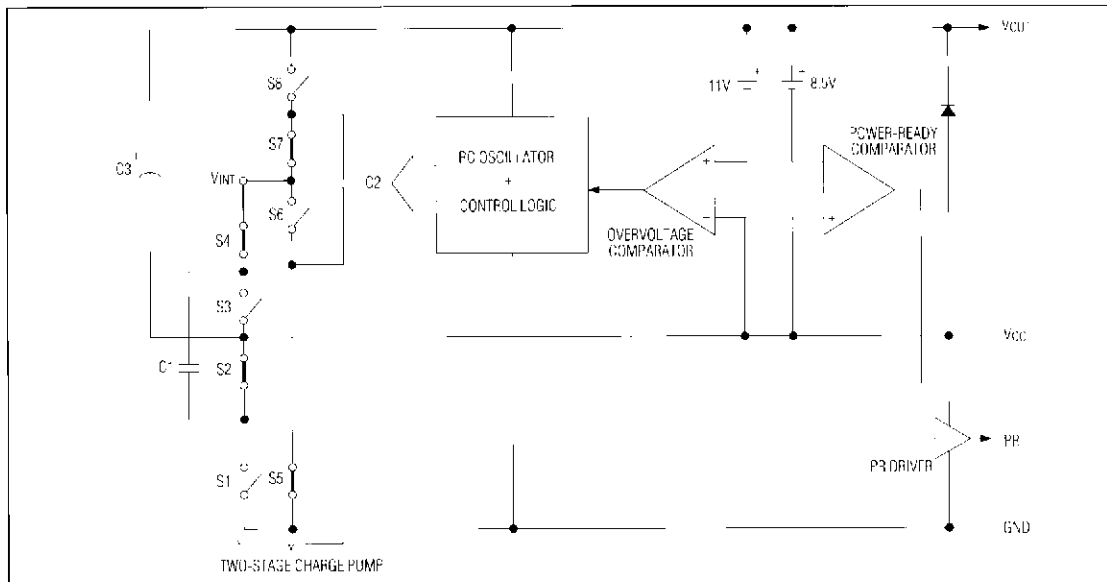 VOUT
S8
11V
+
8.5V
+
S7
POWER-READY
COMPARATOR
C3
+
VINT
C2
RC OSCILLATOR
+
CONTROL LOGIC
+
−
S6
S4
OVERVOLTAGE
COMPARATOR
+
S3
VCC
C1
S2
PR
PR DRIVER
S1
S5
GND
TWO-STAGE CHARGE PUMP